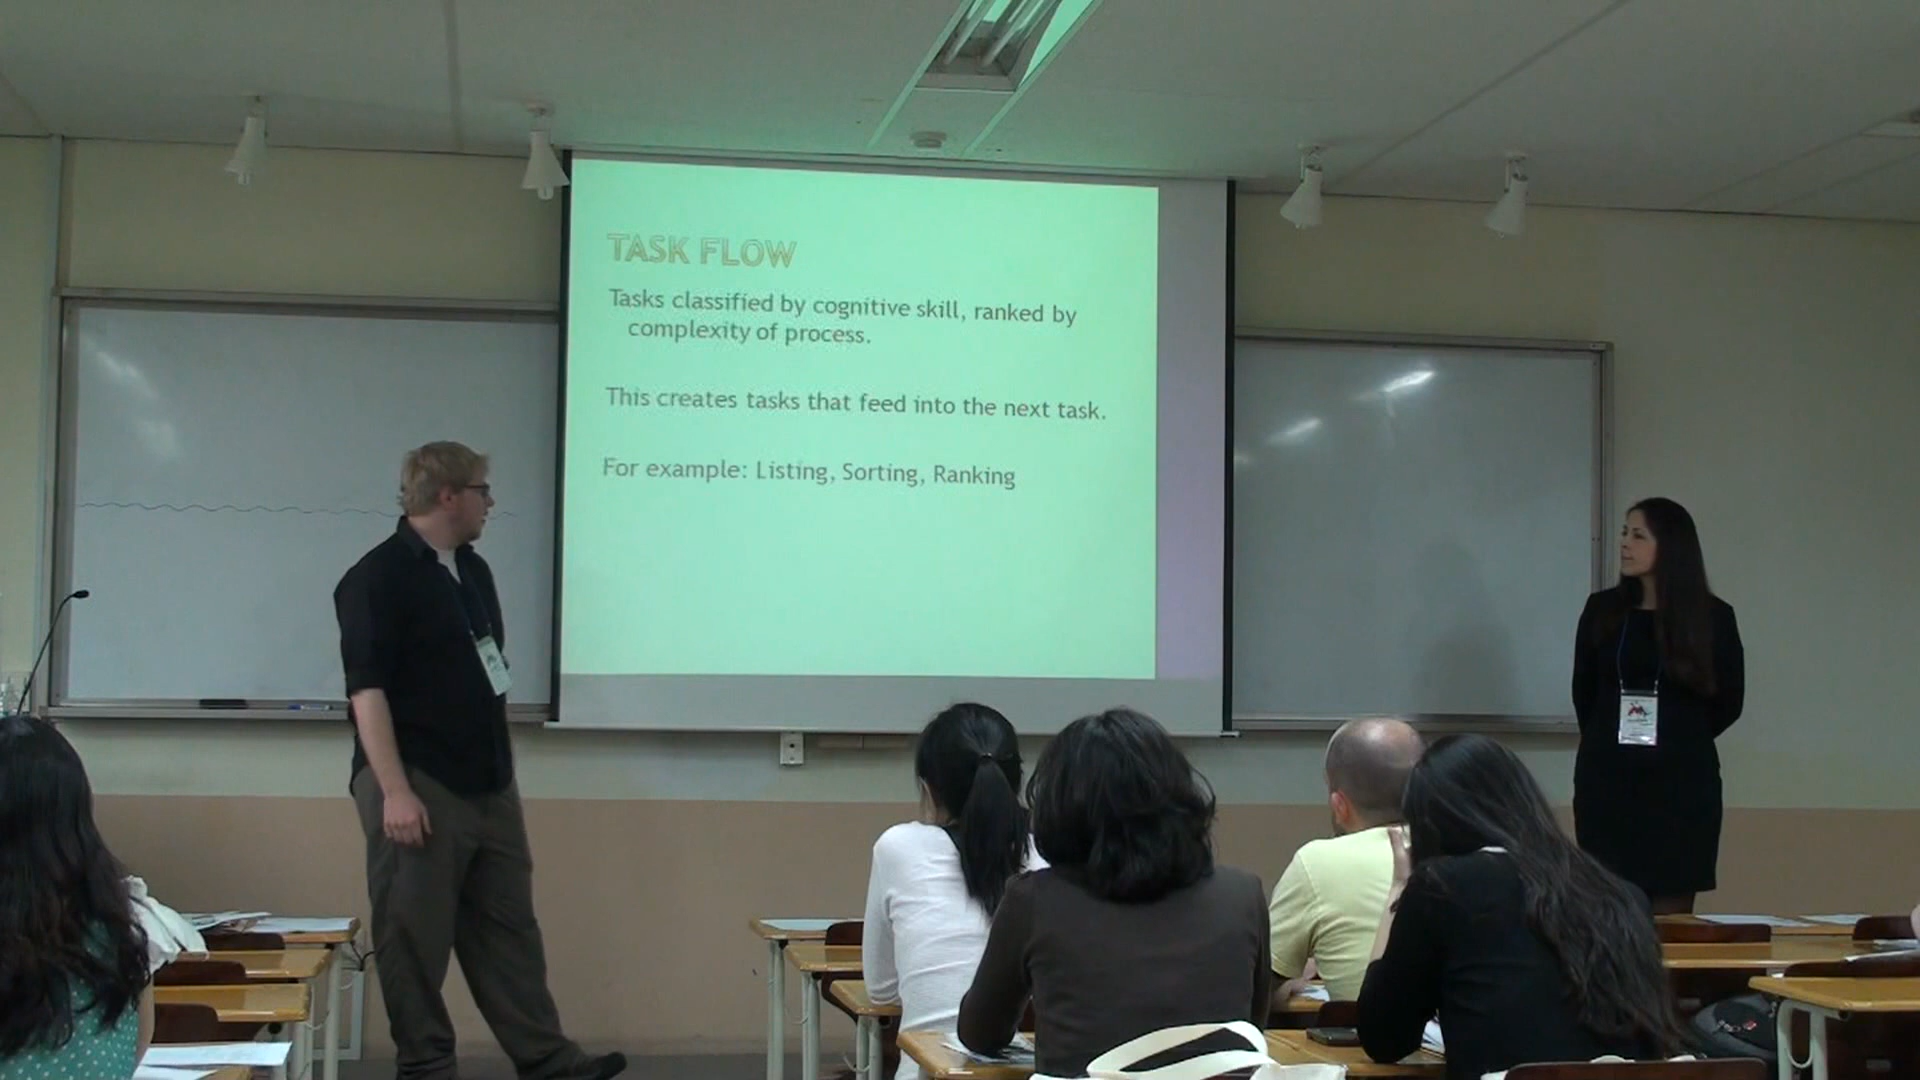 TASK FLOW
Tasks classified by cognitive skill, ranked by
complexity of process.
This creates tasks that feed into the next task.
For example: Listing, Sorting, Ranking